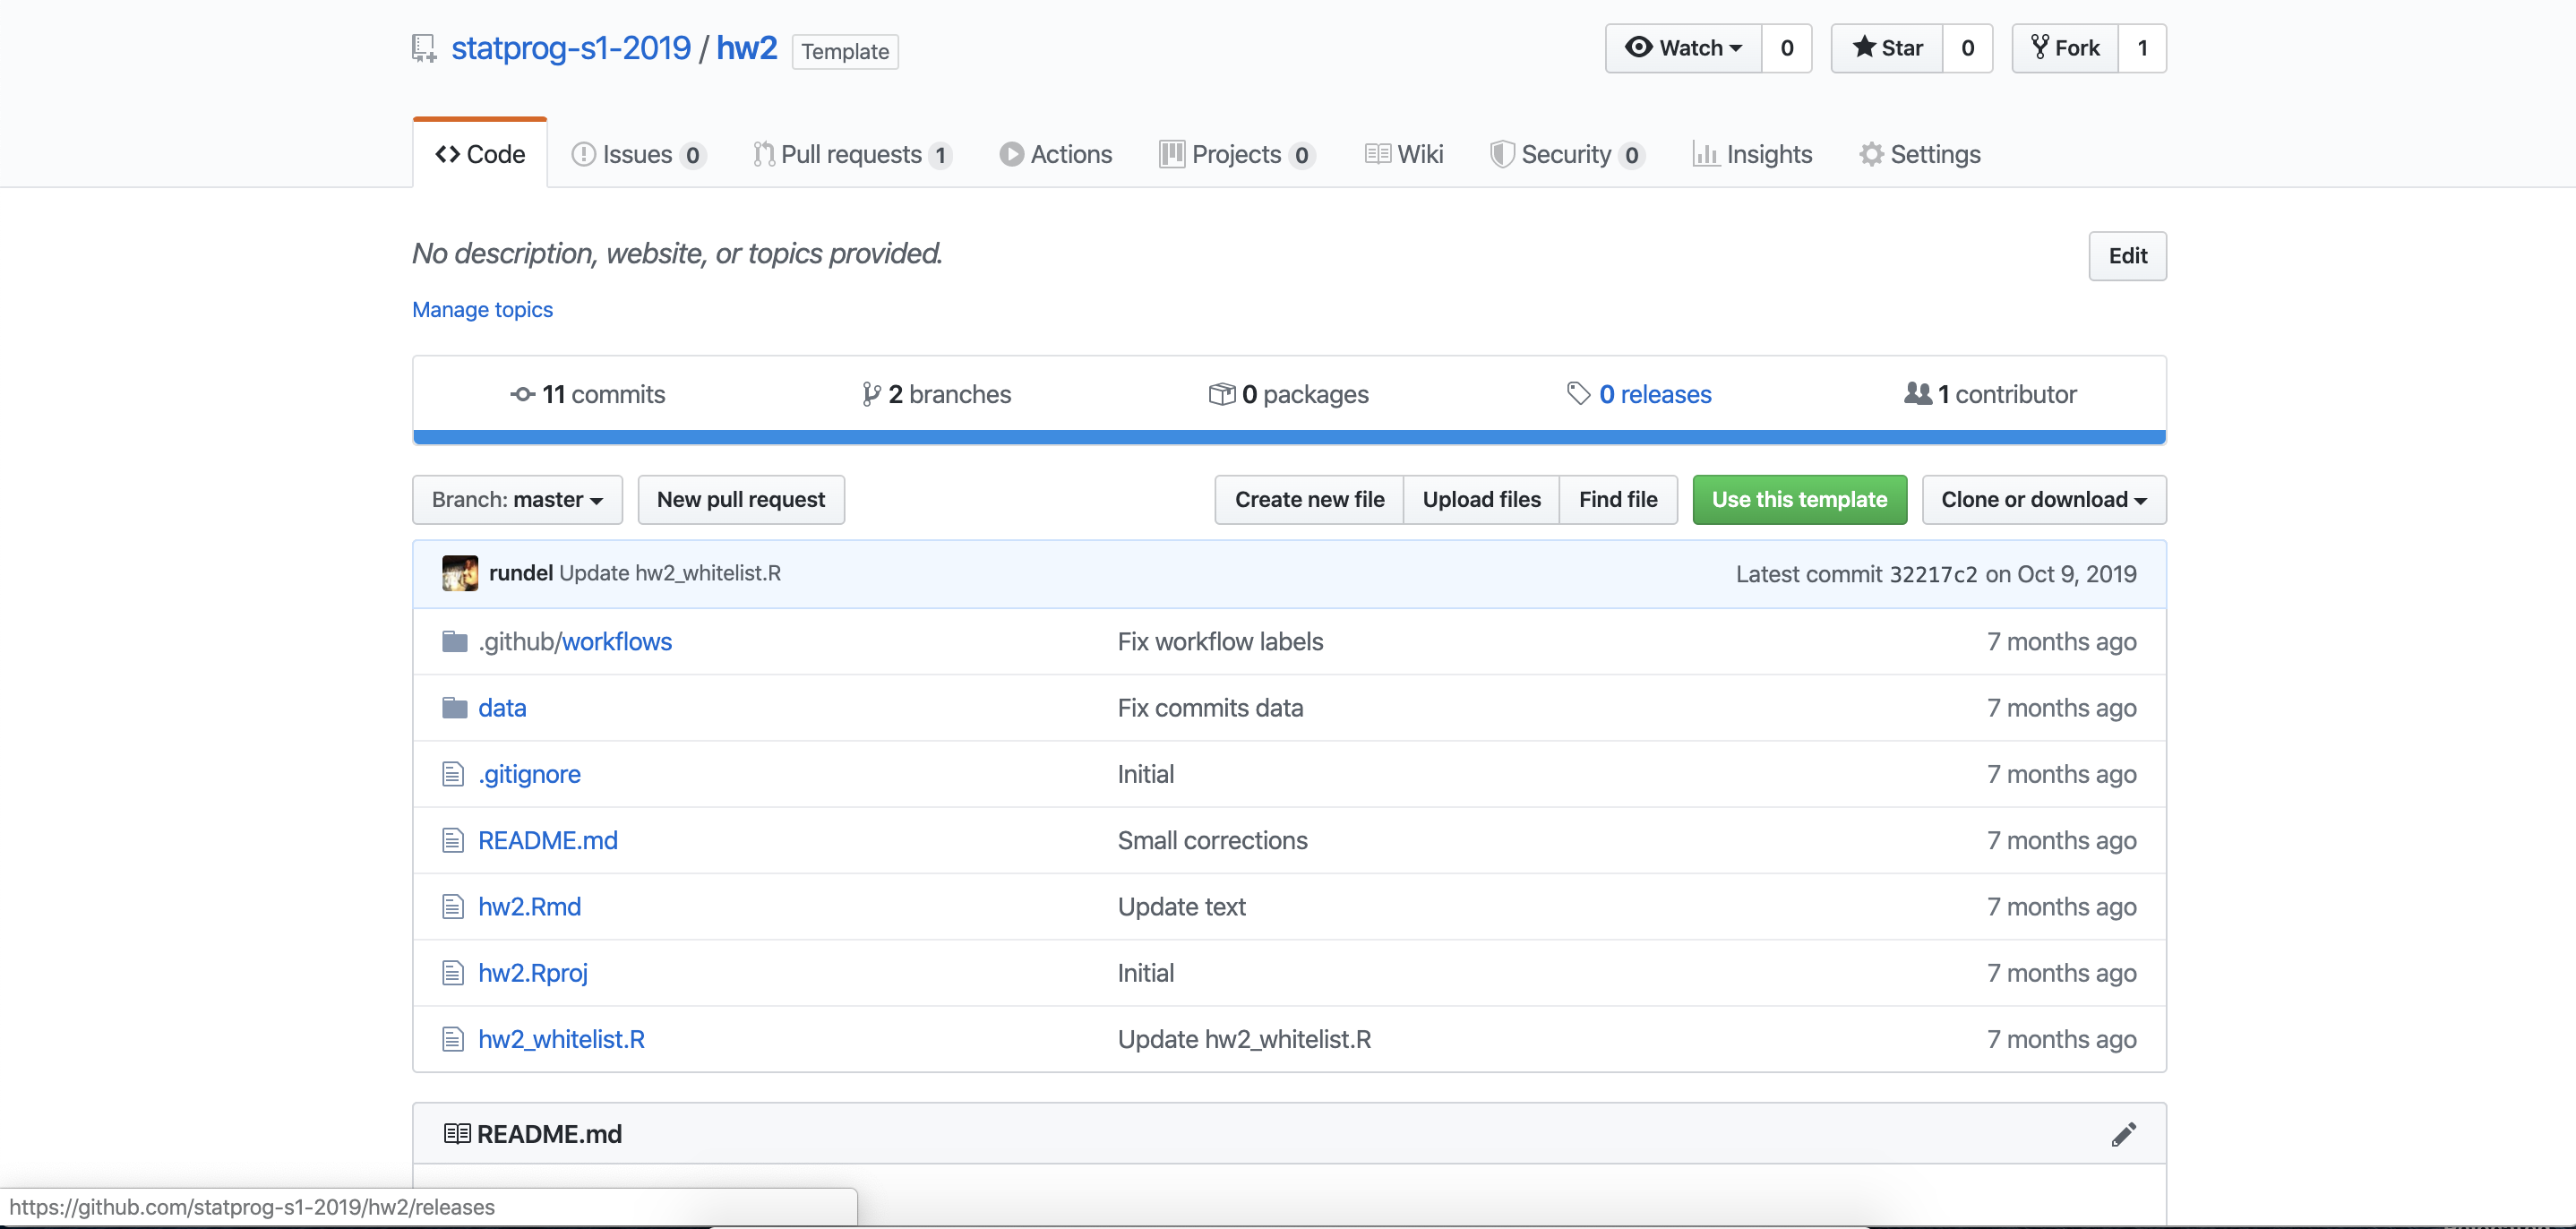 statprog-s1-2019 / hw2 Template Watch 0 Star 0 Fork 1
Code Issues 0 Pull requests 1 Actions Projects 0 Wiki Security 0 Insights Settings
No description, website, or topics provided. Edit
Manage topics
11 commits 2 branches 0 packages 0 releases 1 contributor
Branch: master New pull request Create new file Upload files Find file Use this template Clone or download
rundel Update hw2_whitelist.R Latest commit 32217c2 on Oct 9, 2019
.github/workflows Fix workflow labels 7 months ago
data Fix commits data 7 months ago
.gitignore Initial 7 months ago
README.md Small corrections 7 months ago
hw2.Rmd Update text 7 months ago
hw2.Rproj Initial 7 months ago
hw2_whitelist.R Update hw2_whitelist.R 7 months ago
README.md
https://github.com/statprog-s1-2019/hw2/releases